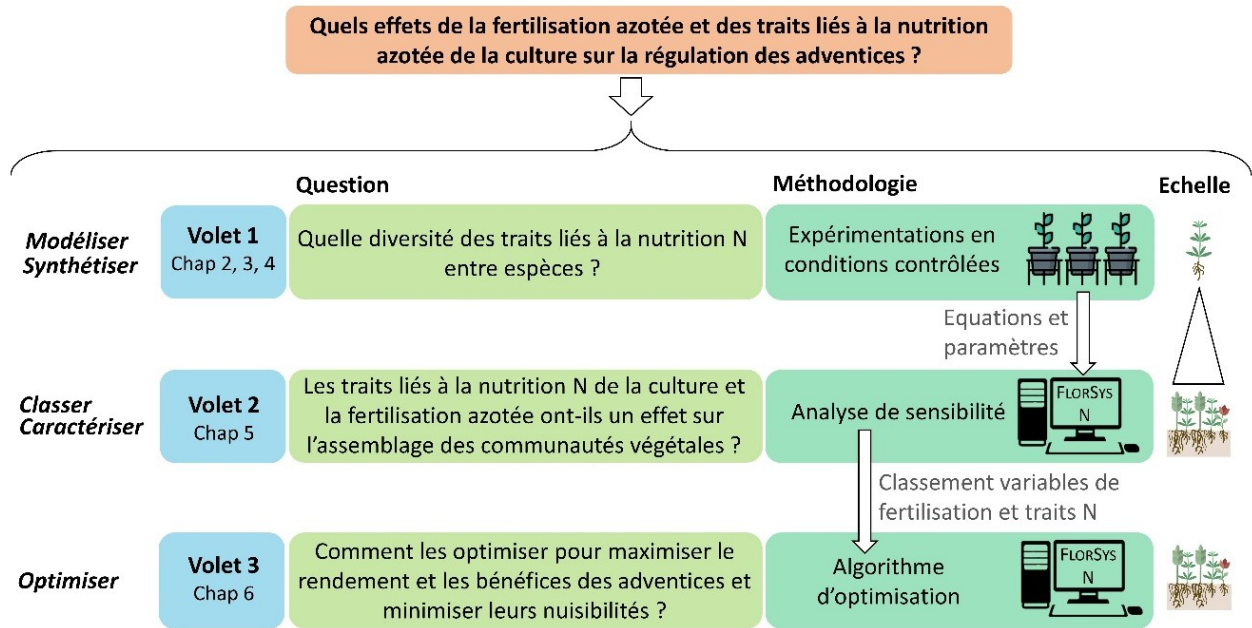 Quels effets de la fertilisation azotée et des traits liés à la nutrition
azotée de la culture sur la régulation des adventices ?
Question
Méthodologie
Echelle
Modéliser
Synthétiser
Volet 1
Chap 2, 3, 4
Quelle diversité des traits liés à la nutrition N
entre espèces ?
Expérimentations en
conditions contrôlées
Equations et
paramètres
Classer
Caractériser
Volet 2
Chap 5
Les traits liés à la nutrition N de la culture et
la fertilisation azotée ont-ils un effet sur
l'assemblage des communautés végétales ?
Analyse de sensibilité
FLORSYS
N
Classement variables de
fertilisation et traits N
Optimiser
Volet 3
Chap 6
Comment les optimiser pour maximiser le
rendement et les bénéfices des adventices et
minimiser leurs nuisibilités ?
Algorithme
d'optimisation
FLORSYS
N